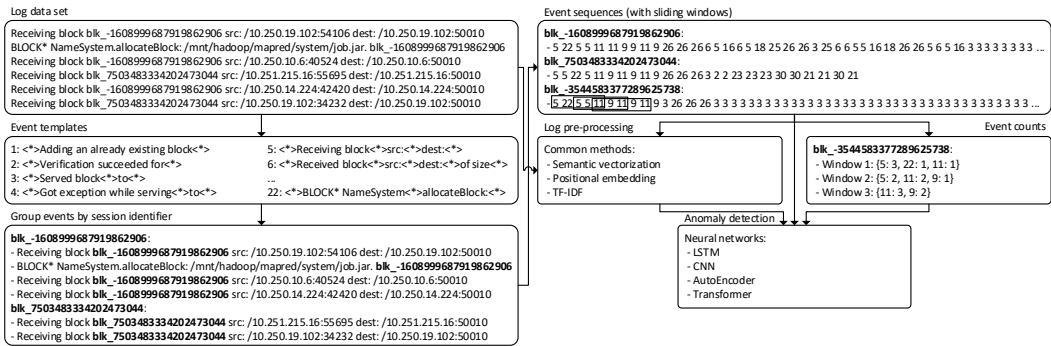 Log data set
Receiving block blk_-1608999687919862906 src: /10.250.19.102:54106 dest: /10.250.19.102:50010
BLOCK* NameSystem.allocateBlock: /mnt/hadoop/mapred/system/job.jar. blk_-1608999687919862906
Receiving block blk_-1608999687919862906 src: /10.250.10.6:40524 dest: /10.250.10.6:50010
Receiving block blk_7503483334202473044 src: /10.251.215.16:55695 dest: /10.251.215.16:50010
Receiving block blk_-1608999687919862906 src: /10.250.14.224:42420 dest: /10.250.14.224:50010
Receiving block blk_7503483334202473044 src: /10.250.19.102:34232 dest: /10.250.19.102:50010
Event templates
1: <*>Adding an already existing block<*>
2: <*>Verification succeeded for<*>
3: <*>Served block<*>to<*>
4: <*>Got exception while serving<*>to<*>
5: <*>Receiving block<*>src:<*>dest:<*>
6: <*>Received block<*>src:<*>dest:<*>of size<*>
...
22: <*>BLOCK* NameSystem<*>allocateBlock:<*>
Group events by session identifier
blk_-1608999687919862906:
- Receiving block blk_-1608999687919862906 src: /10.250.19.102:54106 dest: /10.250.19.102:50010
- BLOCK* NameSystem.allocateBlock: /mnt/hadoop/mapred/system/job.jar. blk_-1608999687919862906
- Receiving block blk_-1608999687919862906 src: /10.250.10.6:40524 dest: /10.250.10.6:50010
- Receiving block blk_-1608999687919862906 src: /10.250.14.224:42420 dest: /10.250.14.224:50010
blk_7503483334202473044:
- Receiving block blk_7503483334202473044 src: /10.251.215.16:55695 dest: /10.251.215.16:50010
- Receiving block blk_7503483334202473044 src: /10.250.19.102:34232 dest: /10.250.19.102:50010
Event sequences (with sliding windows)
blk_-1608999687919862906:
- 5 22 5 5 11 11 9 9 11 9 26 26 26 6 5 16 6 5 18 25 26 26 3 25 6 6 5 5 16 18 26 26 5 6 5 16 3 3 3 3 3 3 3 ...
blk_7503483334202473044:
- 5 5 22 5 11 9 11 9 11 9 26 26 26 3 2 2 23 23 23 30 30 21 21 30 21
blk_-3544583377289625738:
- 5 22 5 5 11 9 11 9 11 9 3 26 26 26 3 3 3 3 3 3 3 3 3 3 3 3 3 3 3 3 3 3 3 3 3 3 3 3 3 3 3 3 3 3 3 3 ...
Log pre-processing
Common methods:
- Semantic vectorization
- Positional embedding
- TF-IDF
Event counts
blk_-3544583377289625738:
- Window 1: {5: 3, 22: 1, 11: 1}
- Window 2: {5: 2, 11: 2, 9: 1}
- Window 3: {11: 3, 9: 2}
Anomaly detection
Neural networks:
- LSTM
- CNN
- AutoEncoder
- Transformer